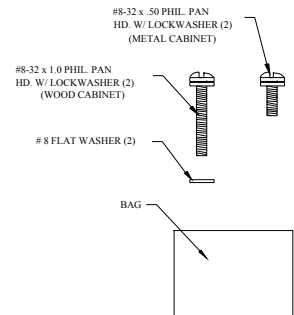 #8-32 x .50 PHIL. PAN
HD. W/ LOCKWASHER (2)
(METAL CABINET)
#8-32 x 1.0 PHIL. PAN
HD. W/ LOCKWASHER (2)
(WOOD CABINET)
# 8 FLAT WASHER (2)
BAG